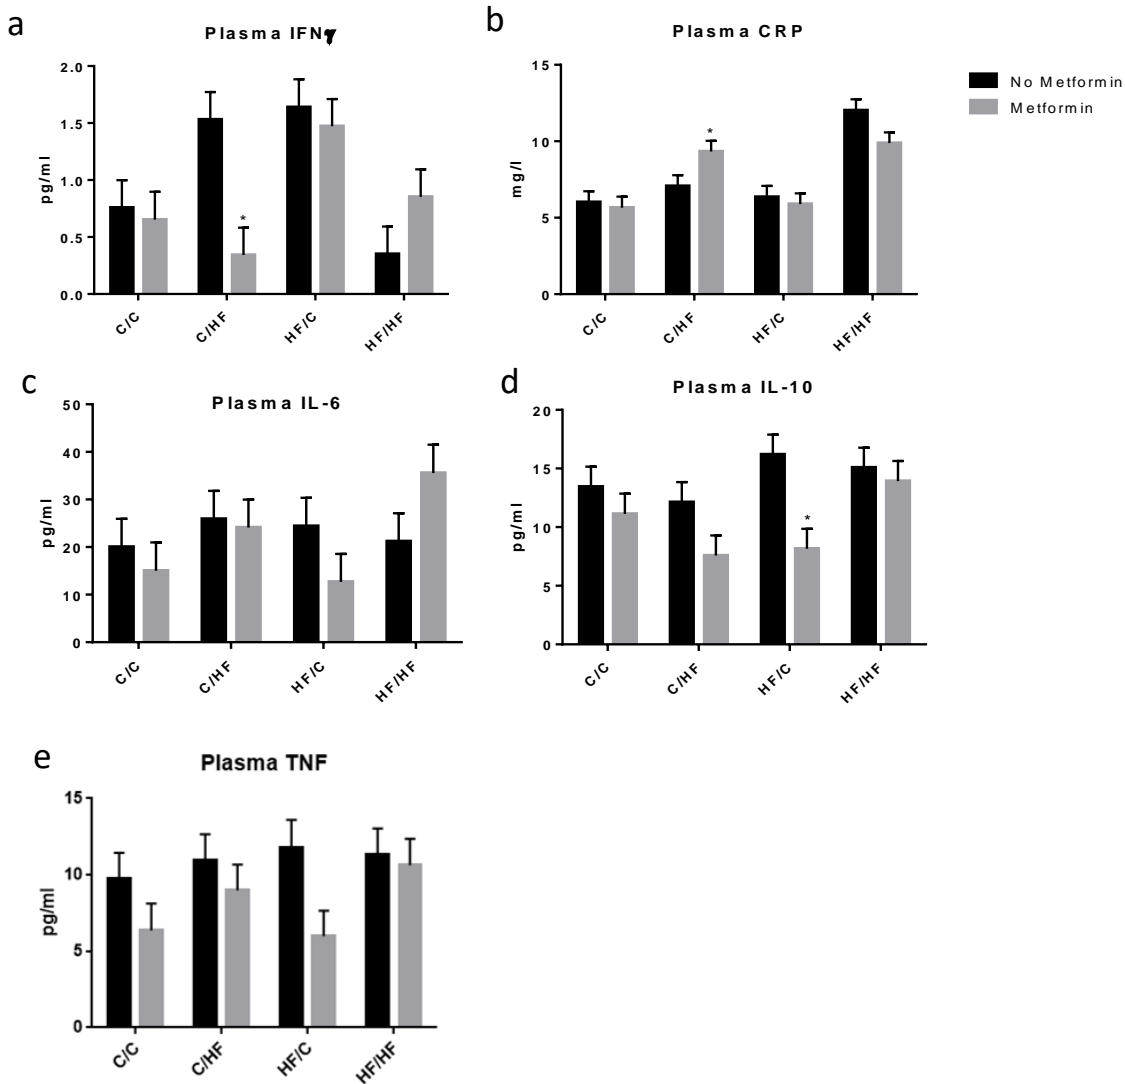 a
Plasma IFNγ
2.0
1.5
1.0
0.5
0.0
pg/ml
*
C/C
C/HF
HF/C
HF/HF
b
Plasma CRP
15
10
5
0
mg/l
*
C/C
C/HF
HF/C
HF/HF
No Metformin
Metformin
c
Plasma IL-6
50
40
30
20
10
0
pg/ml
C/C
C/HF
HF/C
HF/HF
d
Plasma IL-10
20
15
10
5
0
pg/ml
*
C/C
C/HF
HF/C
HF/HF
e
Plasma TNF
15
10
5
0
pg/ml
C/C
C/HF
HF/C
HF/HF